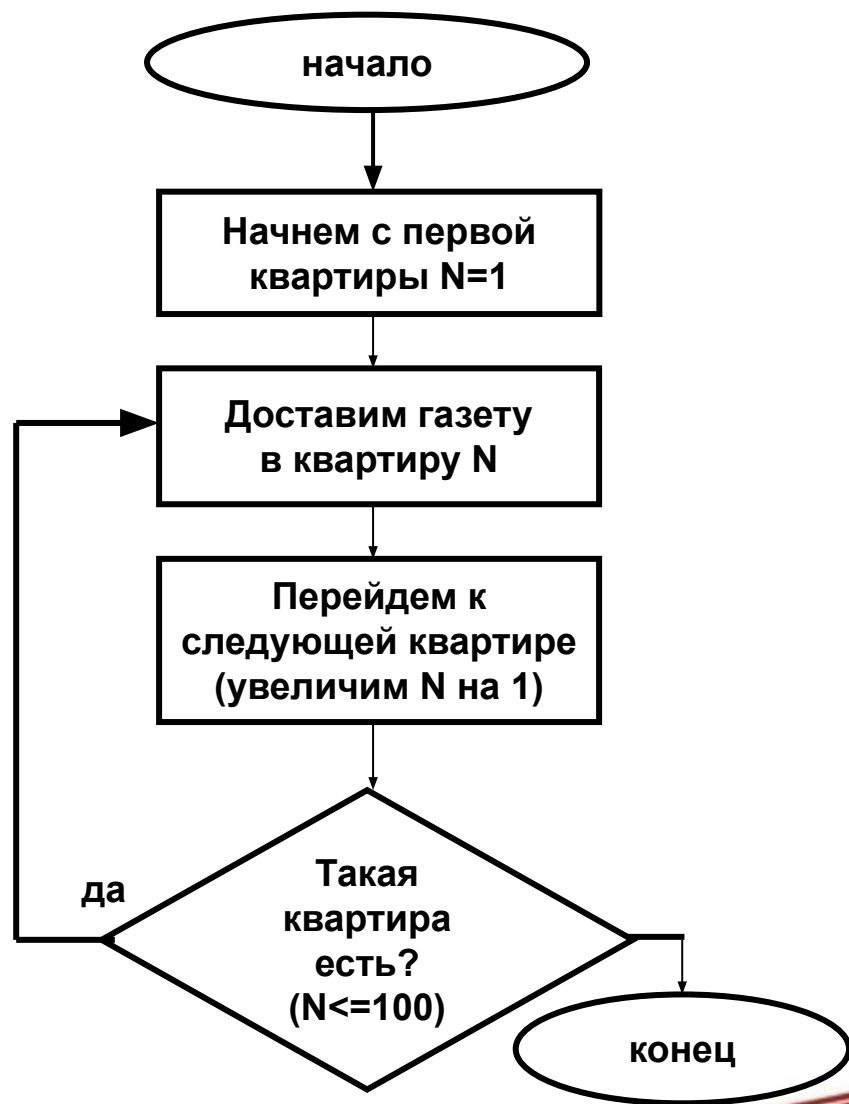 начало
Начнем с первой
квартиры N=1
Доставим газету
в квартиру N
Перейдем к
следующей квартире
(увеличим N на 1)
да
Такая
квартира
есть?
(N<=100)
конец